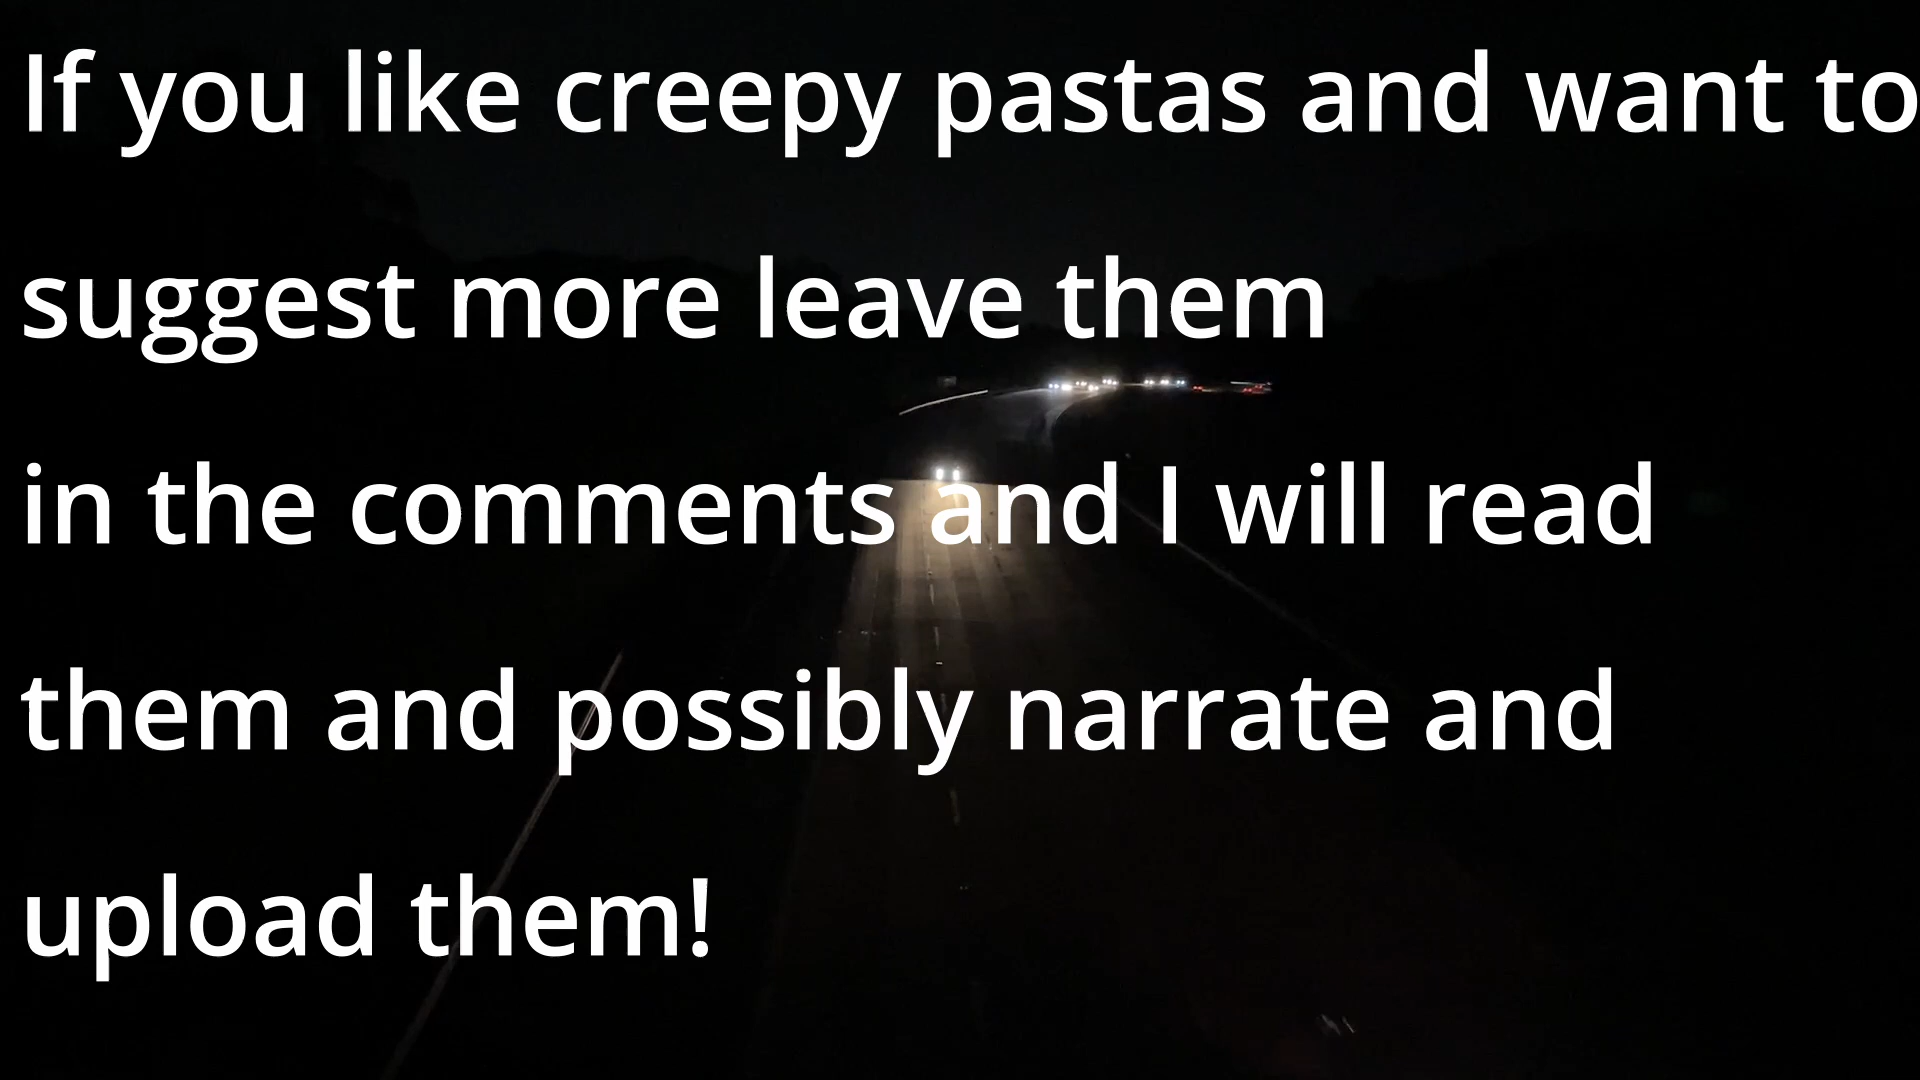 If you like creepy pastas and want to
suggest more leave them
in the comments and I will read
them and possibly narrate and
upload them!